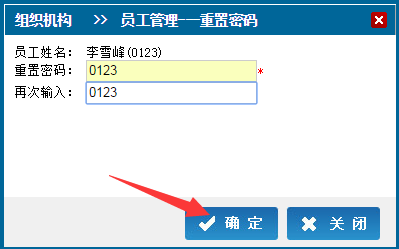 组织机构 >> 员工管理--重置密码
员工姓名： 李雪峰(0123)
重置密码： 0123 *
再次输入： 0123
确 定 关 闭